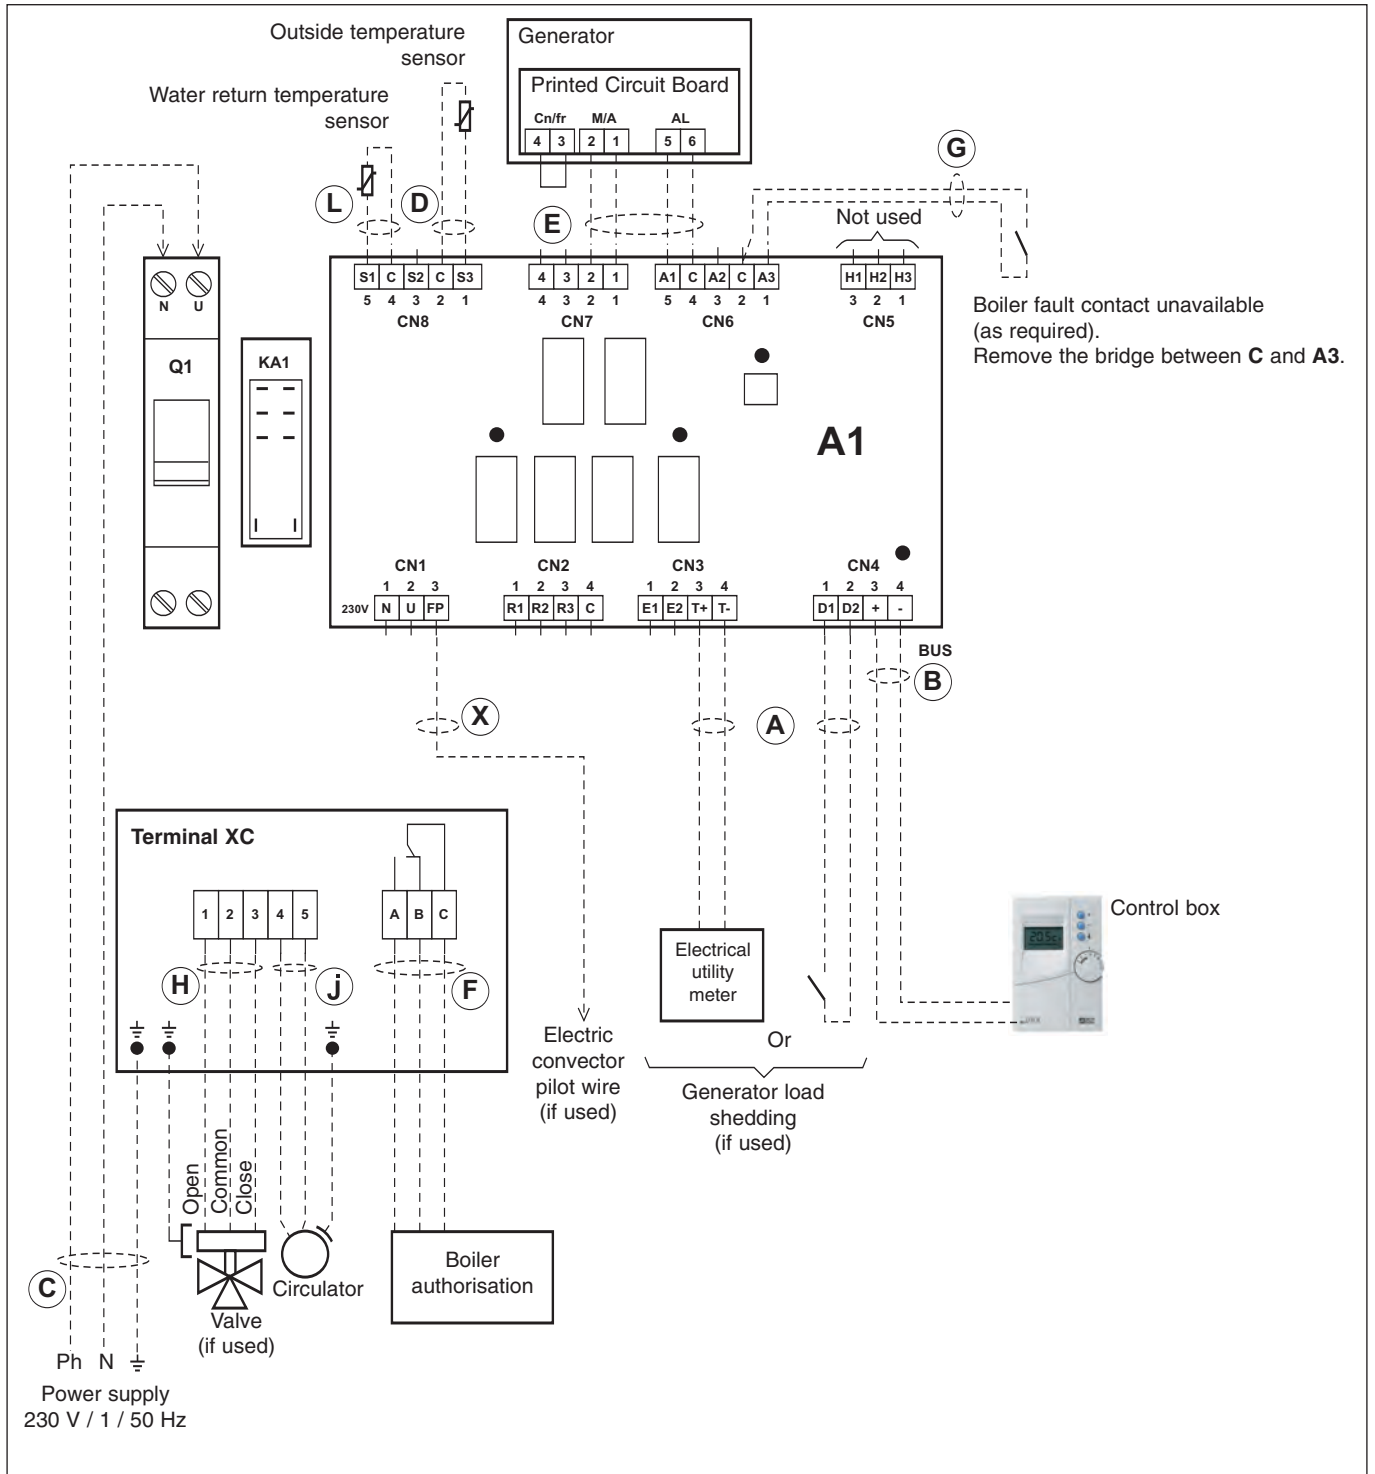 Outside temperature
sensor
Water return temperature
sensor
Generator
Printed Circuit Board
Cn/fr M/A AL
4 3 2 1 5 6
L D E G
Not used
S1 C S2 C S3
5 4 3 2 1
CN8
4 3 2 1
4 3 2 1
CN7
A1 C A2 C A3
5 4 3 2 1
CN6
H1 H2 H3
3 2 1
CN5
Boiler fault contact unavailable
(as required).
Remove the bridge between C and A3.
N U
Q1
KA1
A1
CN1
1 2 3
230V N U FP
CN2
1 2 3 4
R1 R2 R3 C
CN3
1 2 3 4
E1 E2 T+ T-
CN4
1 2 3 4
D1 D2 + -
BUS
B
X
A
Terminal XC
1 2 3 4 5
A B C
H j F
Electrical
utility
meter
Or
Generator load
shedding
(if used)
Electric
convector
pilot wire
(if used)
20.5c
Control box
Open
Common
Close
Circulator
Valve
(if used)
Boiler
authorisation
C
Ph N
Power supply
230 V / 1 / 50 Hz